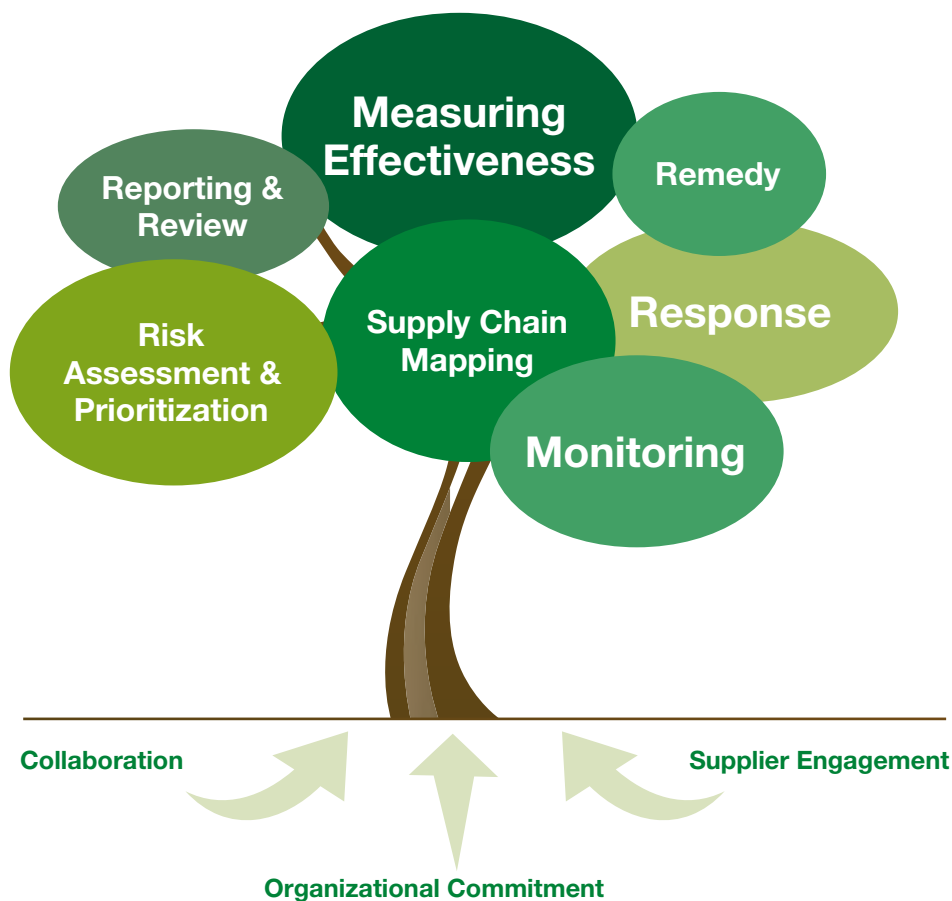 Measuring
Effectiveness
Remedy
Reporting &
Review
Response
Supply Chain
Mapping
Risk
Assessment &
Prioritization
Monitoring
Collaboration
Supplier Engagement
Organizational Commitment